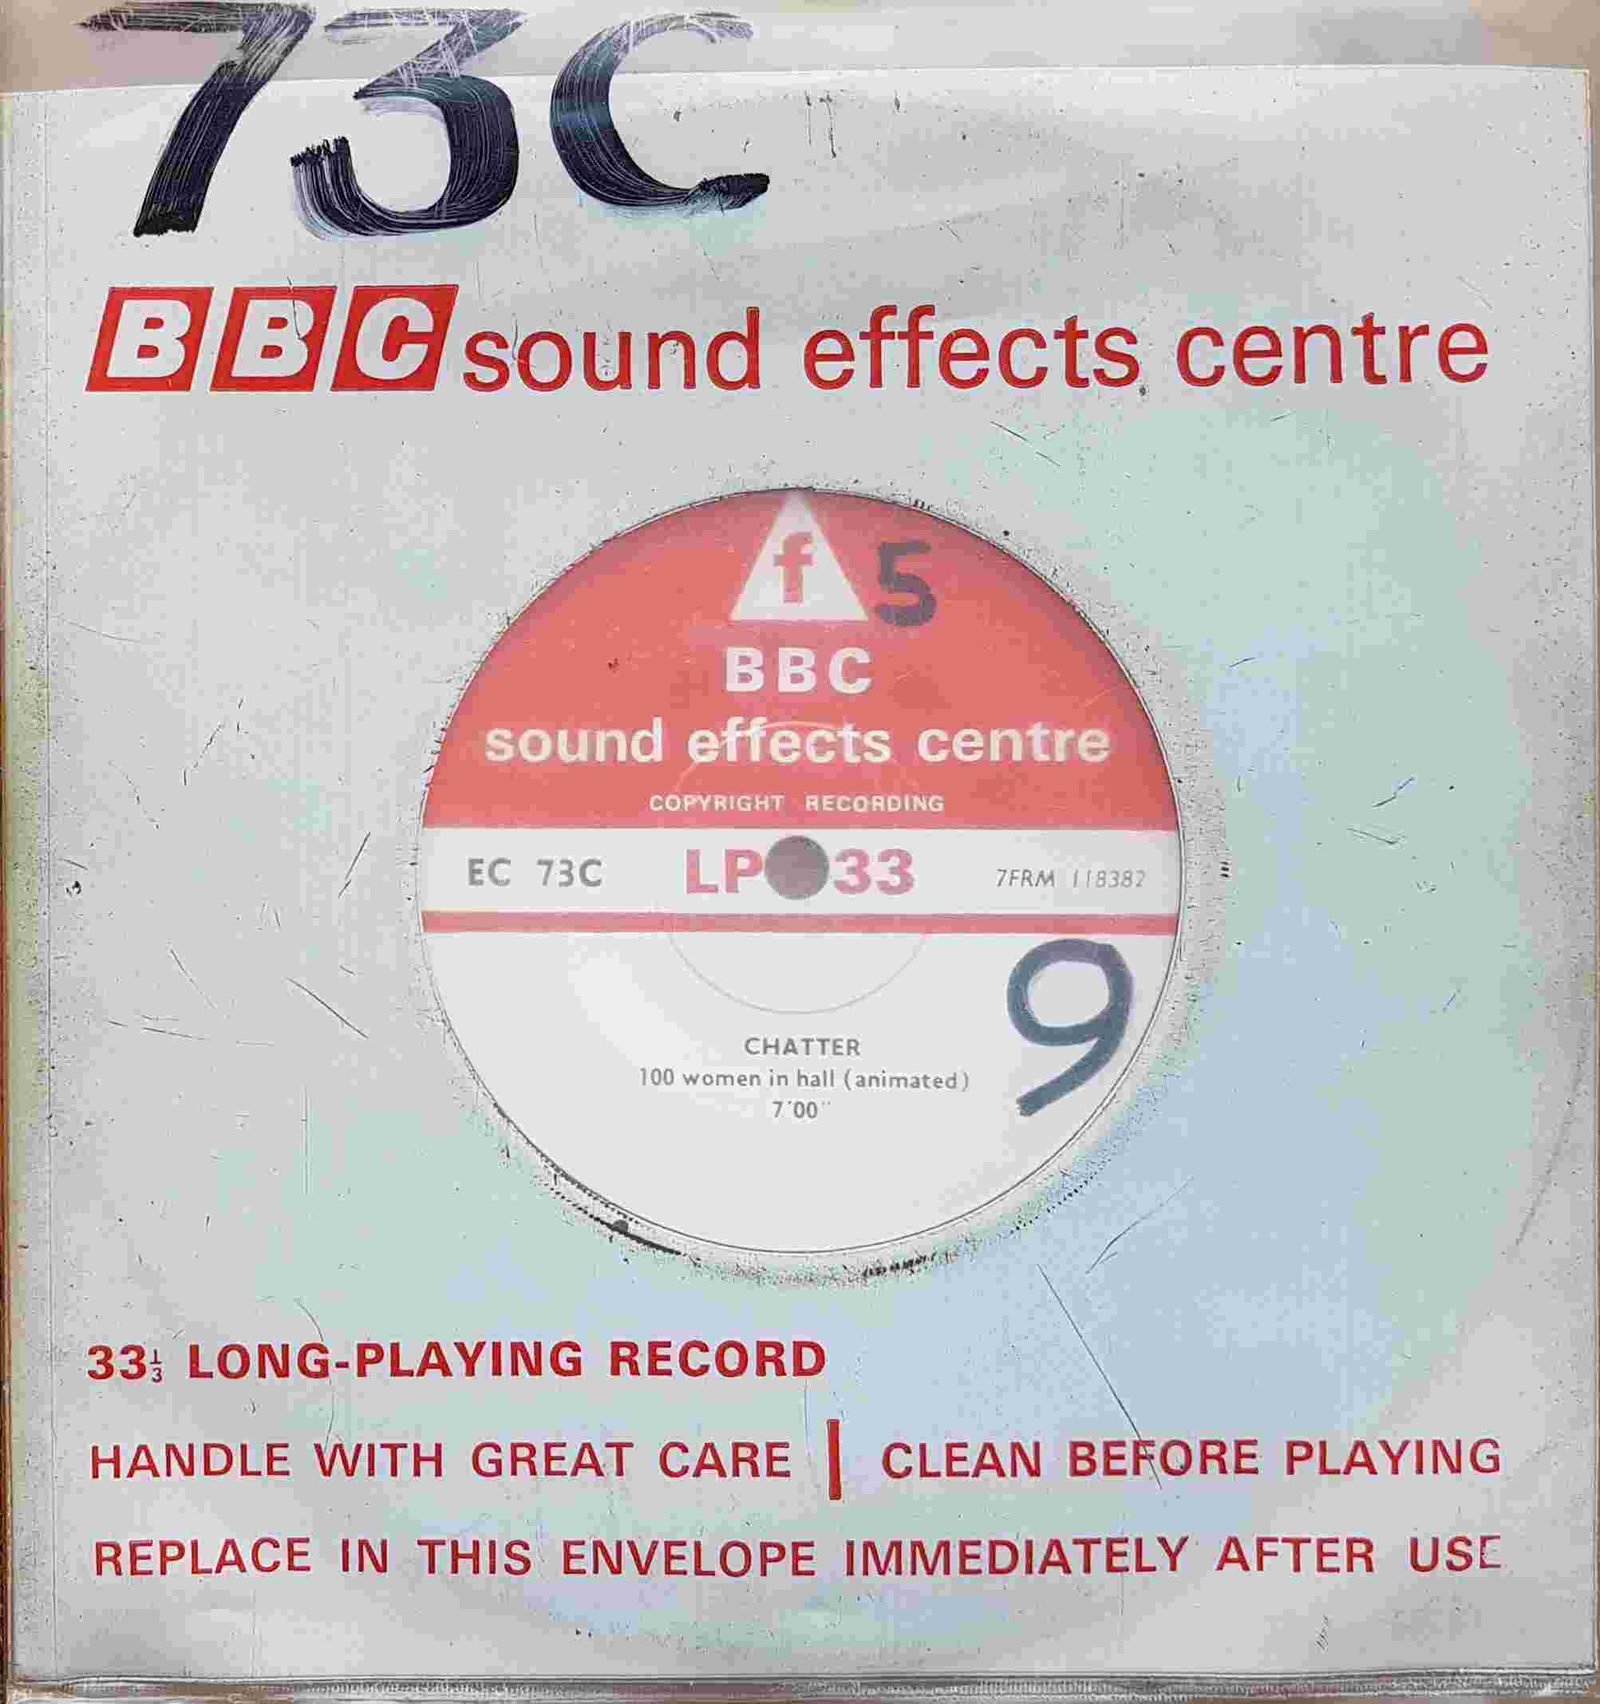 73C
BBC sound effects centre
f 5
BBC
sound effects centre
COPYRIGHT RECORDING
EC 73C LP 33 7FRM 118382
9
CHATTER
100 women in hall (animated)
7'00"
33⅓ LONG-PLAYING RECORD
HANDLE WITH GREAT CARE | CLEAN BEFORE PLAYING
REPLACE IN THIS ENVELOPE IMMEDIATELY AFTER USE